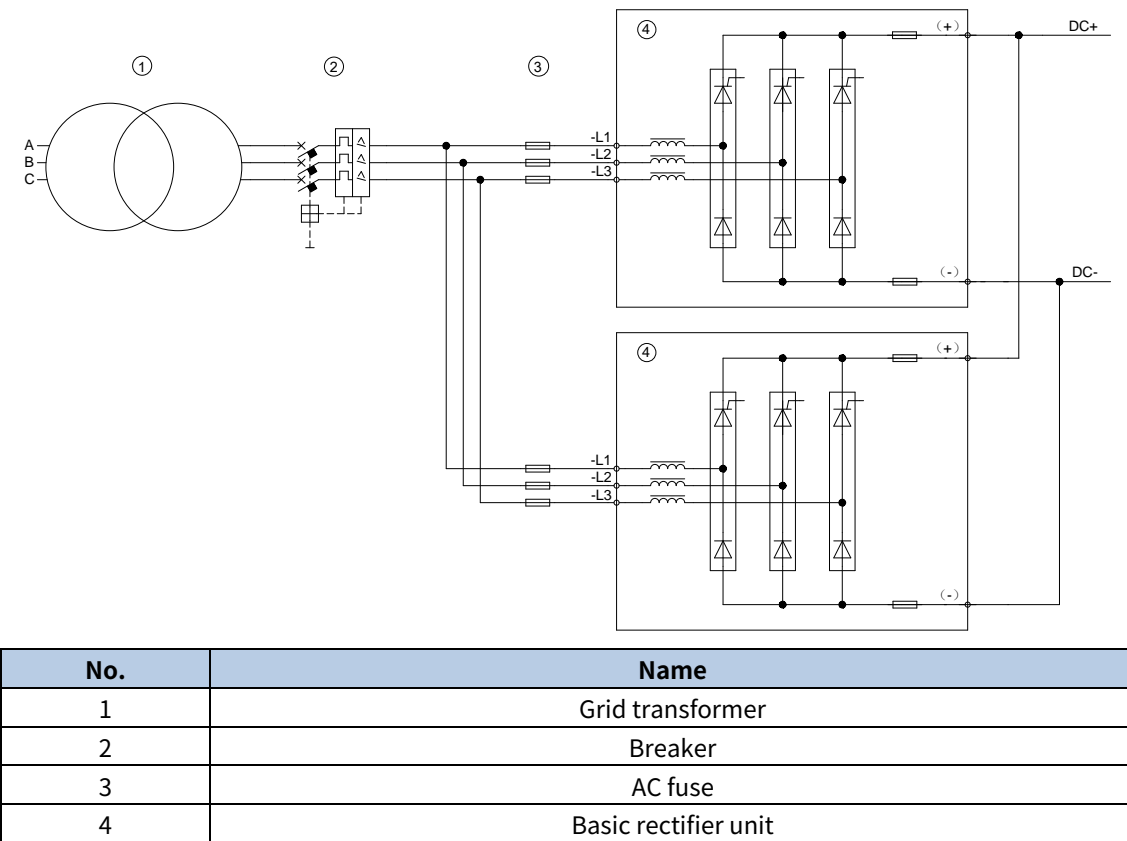 ① ② ③ ④
A
B
C
-L1
-L2
-L3
(+)
DC+
(-)
DC-
④
-L1
-L2
-L3
(+)
(-)
No. Name
1 Grid transformer
2 Breaker
3 AC fuse
4 Basic rectifier unit